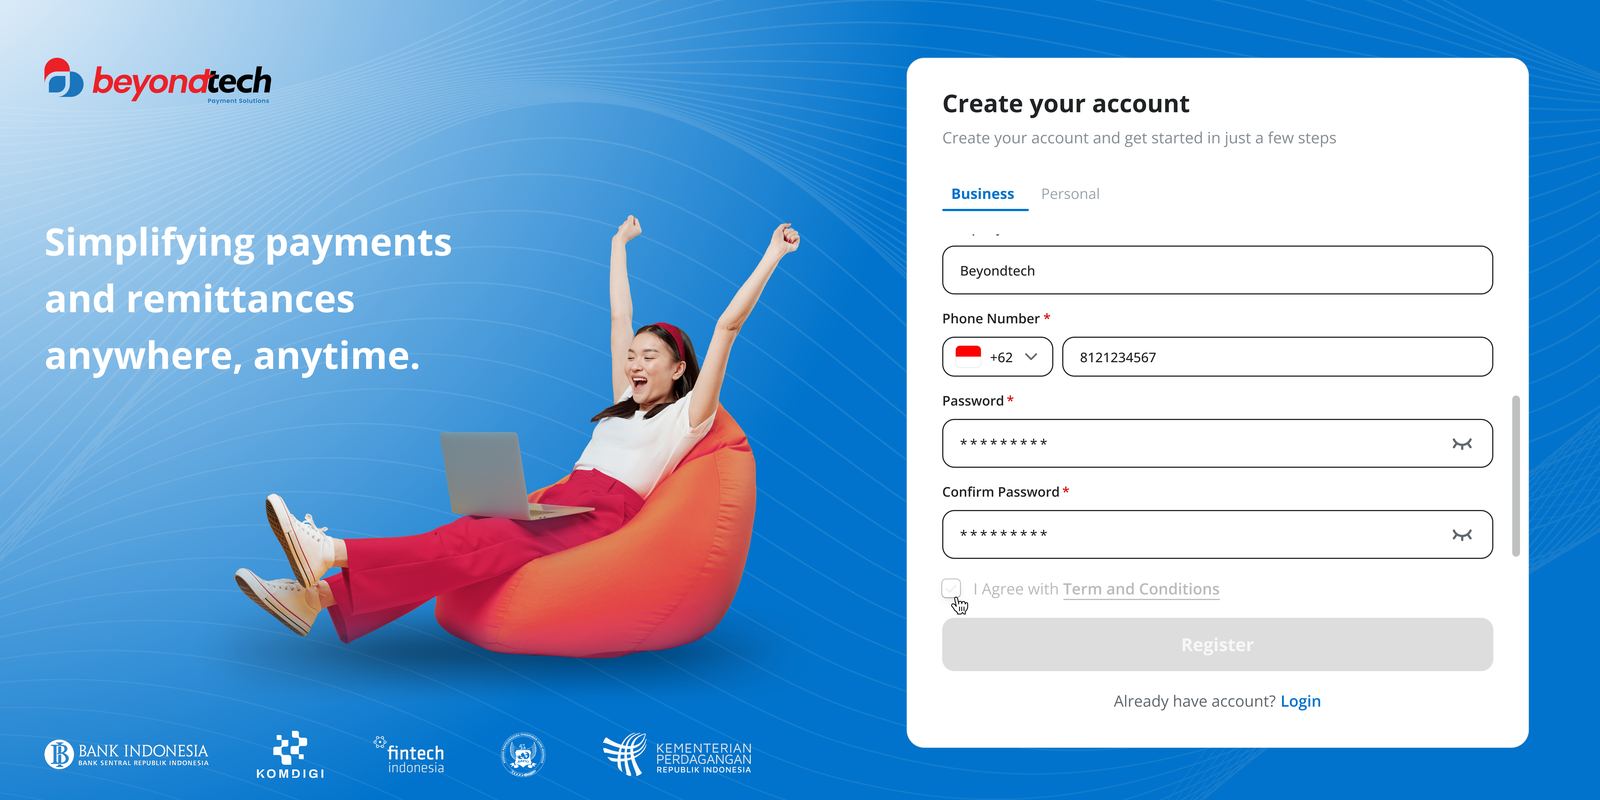 beyondtech
Payment Solutions
Simplifying payments
and remittances
anywhere, anytime.
BANK INDONESIA
BANK SENTRAL REPUBLIK INDONESIA
KOMDIGI
fintech
indonesia
KEMENTERIAN
PERDAGANGAN
REPUBLIK INDONESIA
Create your account
Create your account and get started in just a few steps
Business Personal
Beyondtech
Phone Number *
+62 8121234567
Password *
*********
Confirm Password *
*********
I Agree with Term and Conditions
Register
Already have account? Login